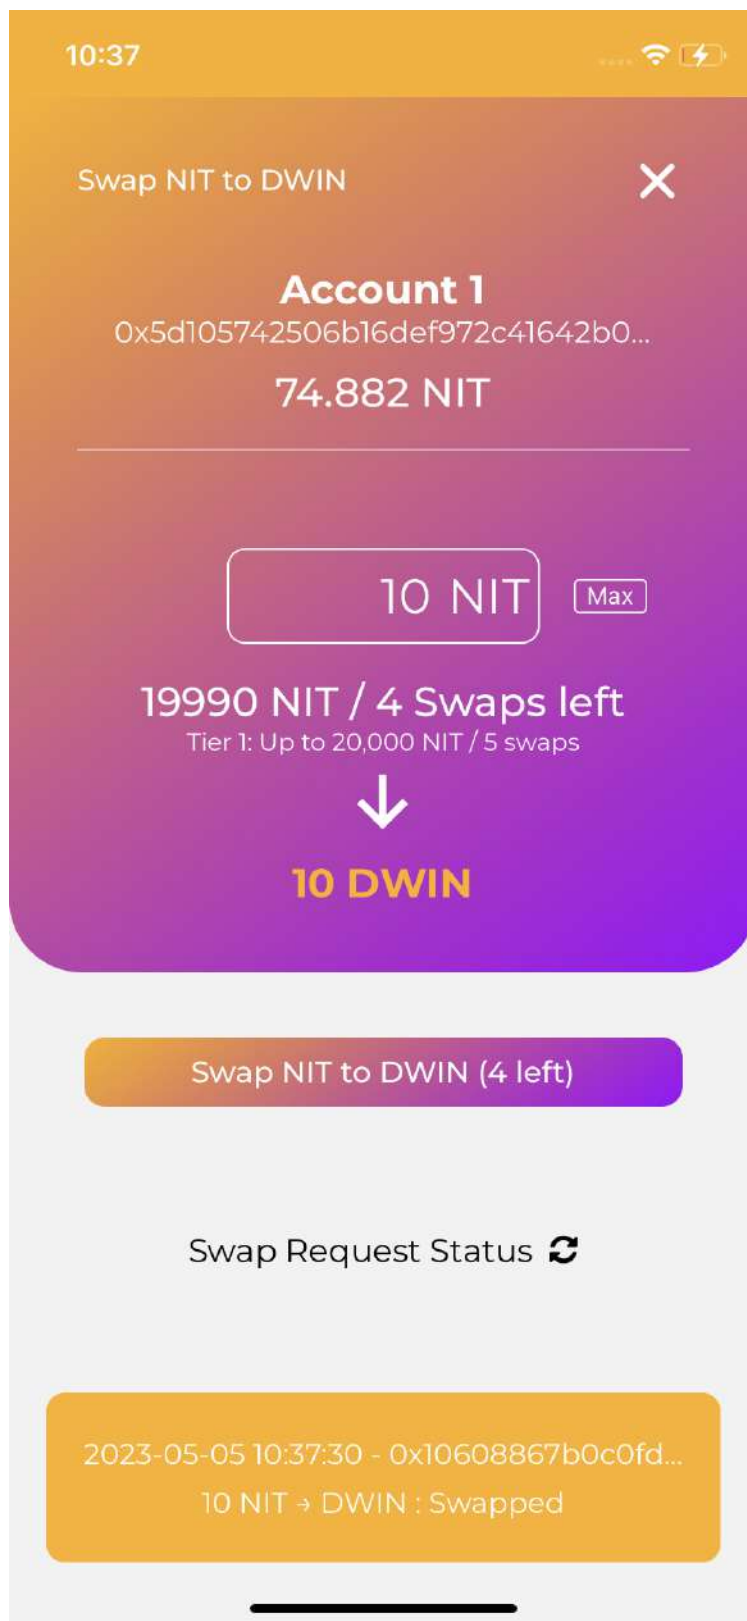 10:37
Swap NIT to DWIN
Account 1
0x5d105742506b16def972c41642b0...
74.882 NIT
10 NIT Max
19990 NIT / 4 Swaps left
Tier 1: Up to 20,000 NIT / 5 swaps
↓
10 DWIN
Swap NIT to DWIN (4 left)
Swap Request Status
2023-05-05 10:37:30 - 0x10608867b0c0fd...
10 NIT → DWIN : Swapped